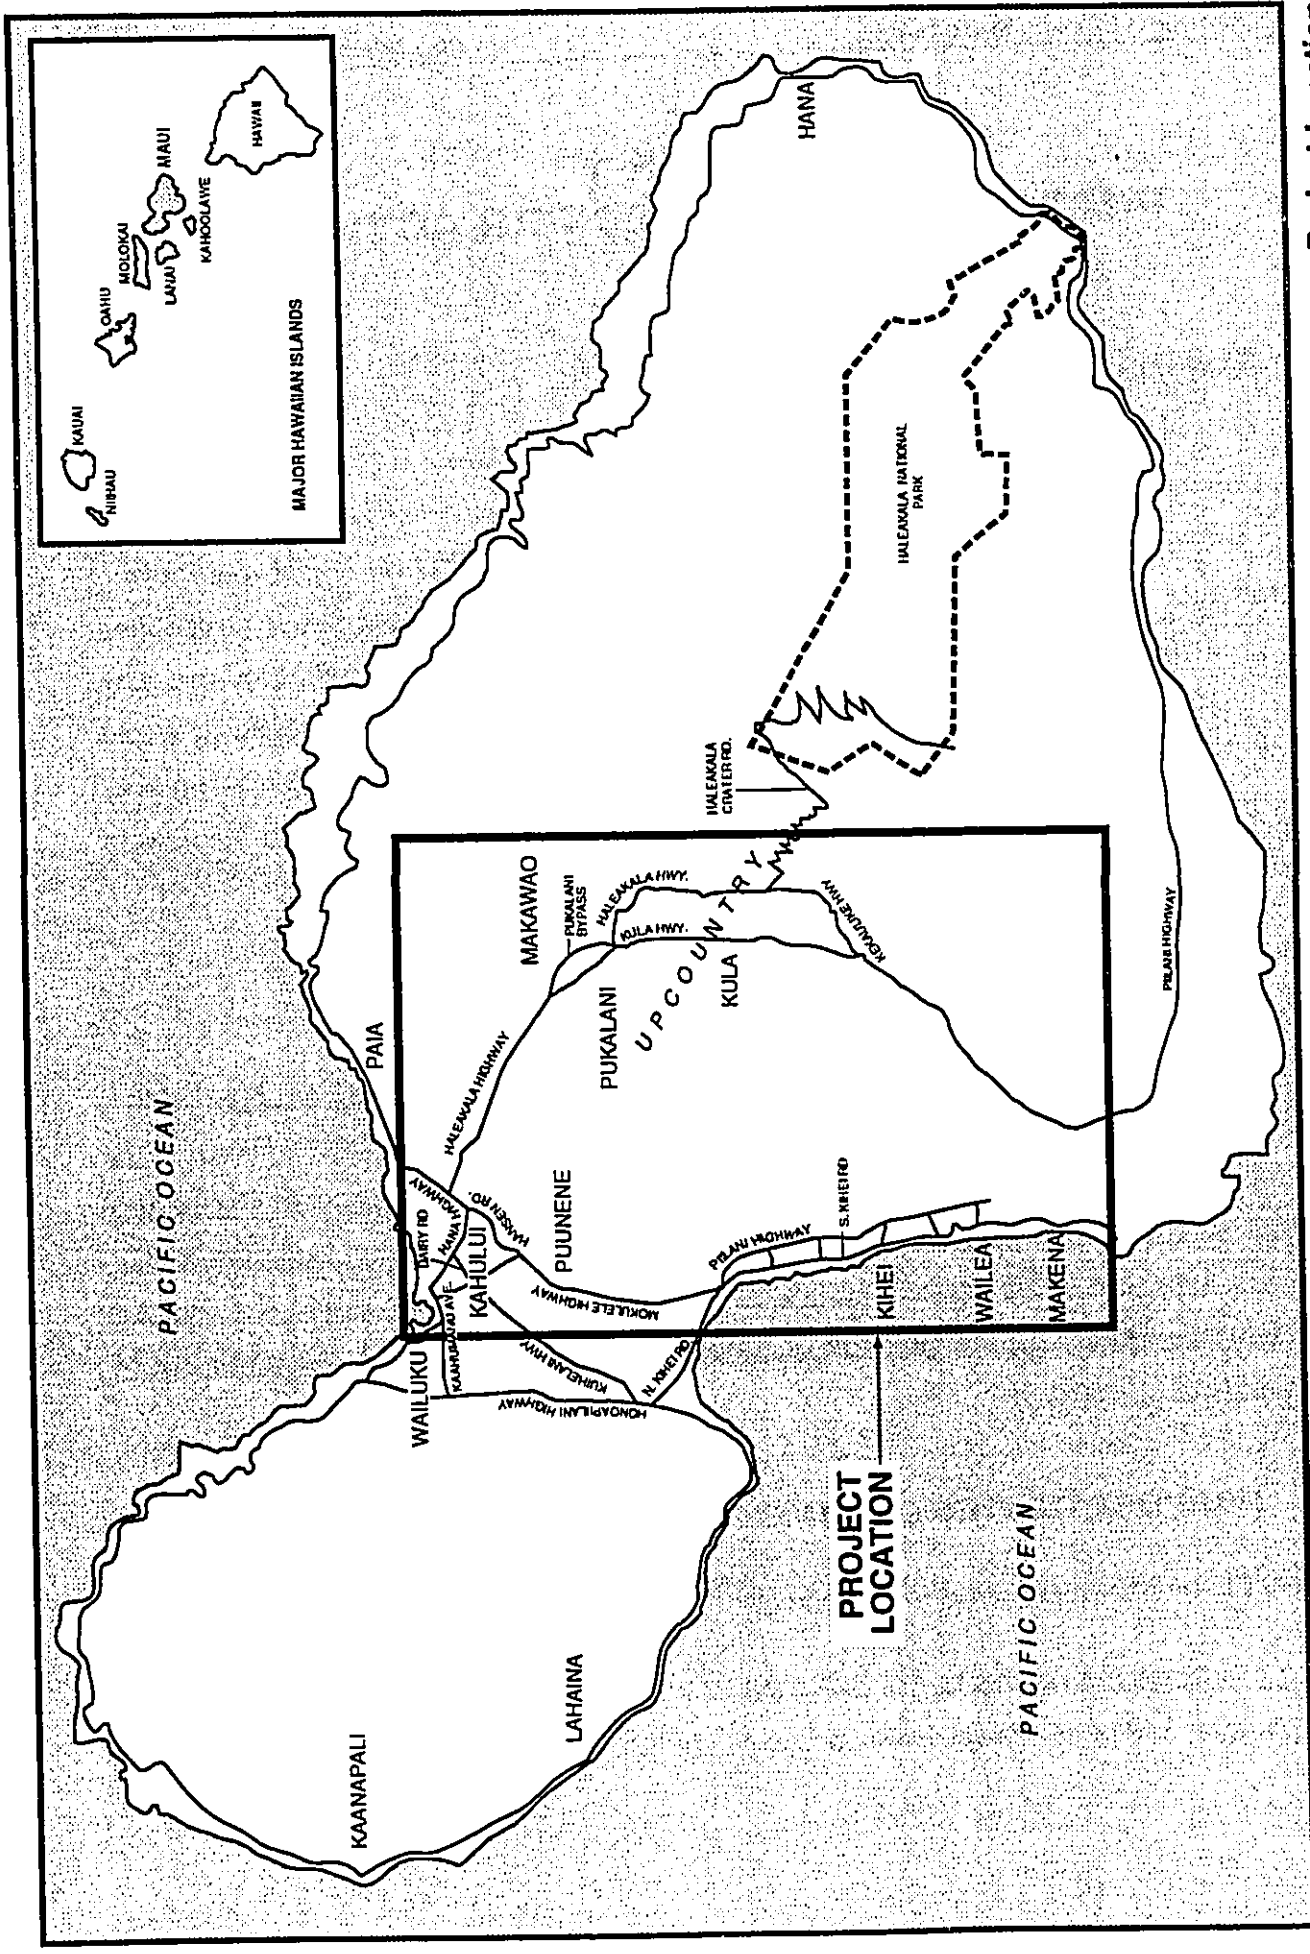 PACIFIC OCEAN
KAANAPALI
LAHAINA
WAILUKU
KAAHUMANU AVE.
KAHULUI
DAIRY RD
HANA HIGHWAY
HANSEN RD.
PUUNENE
KUIHELANI HWY
HONOAPIILANI HIGHWAY
MOKULELE HIGHWAY
N. KIHEI RD.
PIILANI HIGHWAY
S. KIHEI RD
KIHEI
WAILEA
MAKENA
PROJECT
LOCATION
PACIFIC OCEAN
PAIA
HALEAKALA HIGHWAY
MAKAWAO
PUKALANI
BYPASS
HALEAKALA HWY.
KULA HWY.
PUKALANI
UPCOUNTRY
KULA
KEKAULIKE HWY
HALEAKALA
CRATER RD.
HALEAKALA NATIONAL
PARK
PIILANI HIGHWAY
HANA
NIIHAU
KAUAI
OAHU
MOLOKAI
LANAI
MAUI
KAHOOLAWE
HAWAII
MAJOR HAWAIIAN ISLANDS